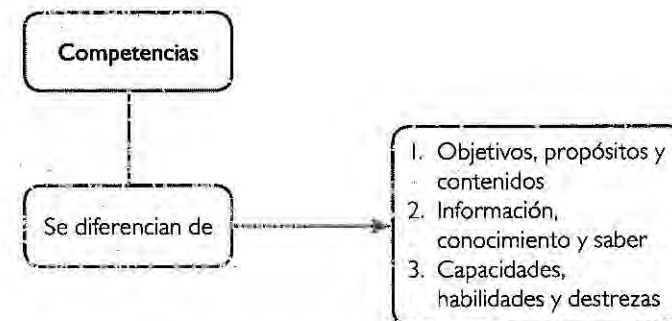 Competencias
Se diferencian de
1. Objetivos, propósitos y
contenidos
2. Información,
conocimiento y saber
3. Capacidades,
habilidades y destrezas